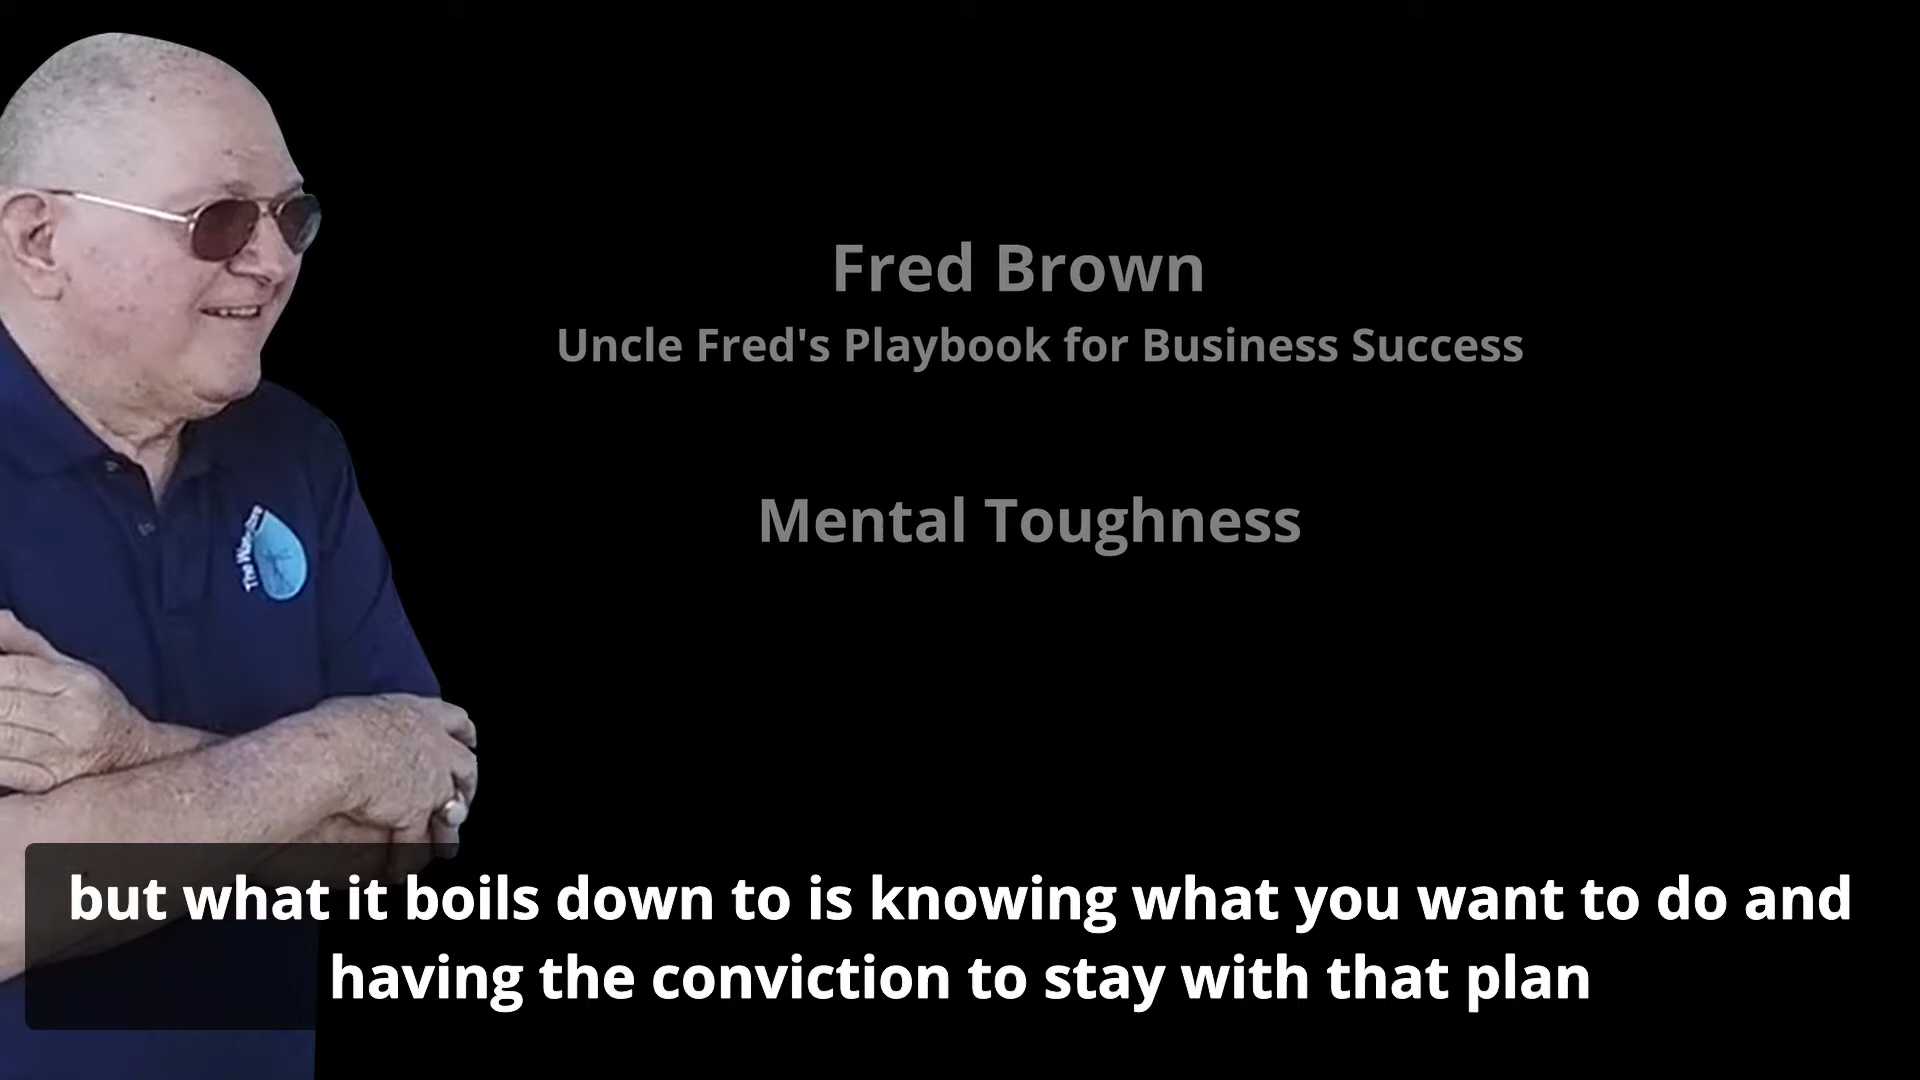 Fred Brown
Uncle Fred's Playbook for Business Success
Mental Toughness
but what it boils down to is knowing what you want to do and
having the conviction to stay with that plan